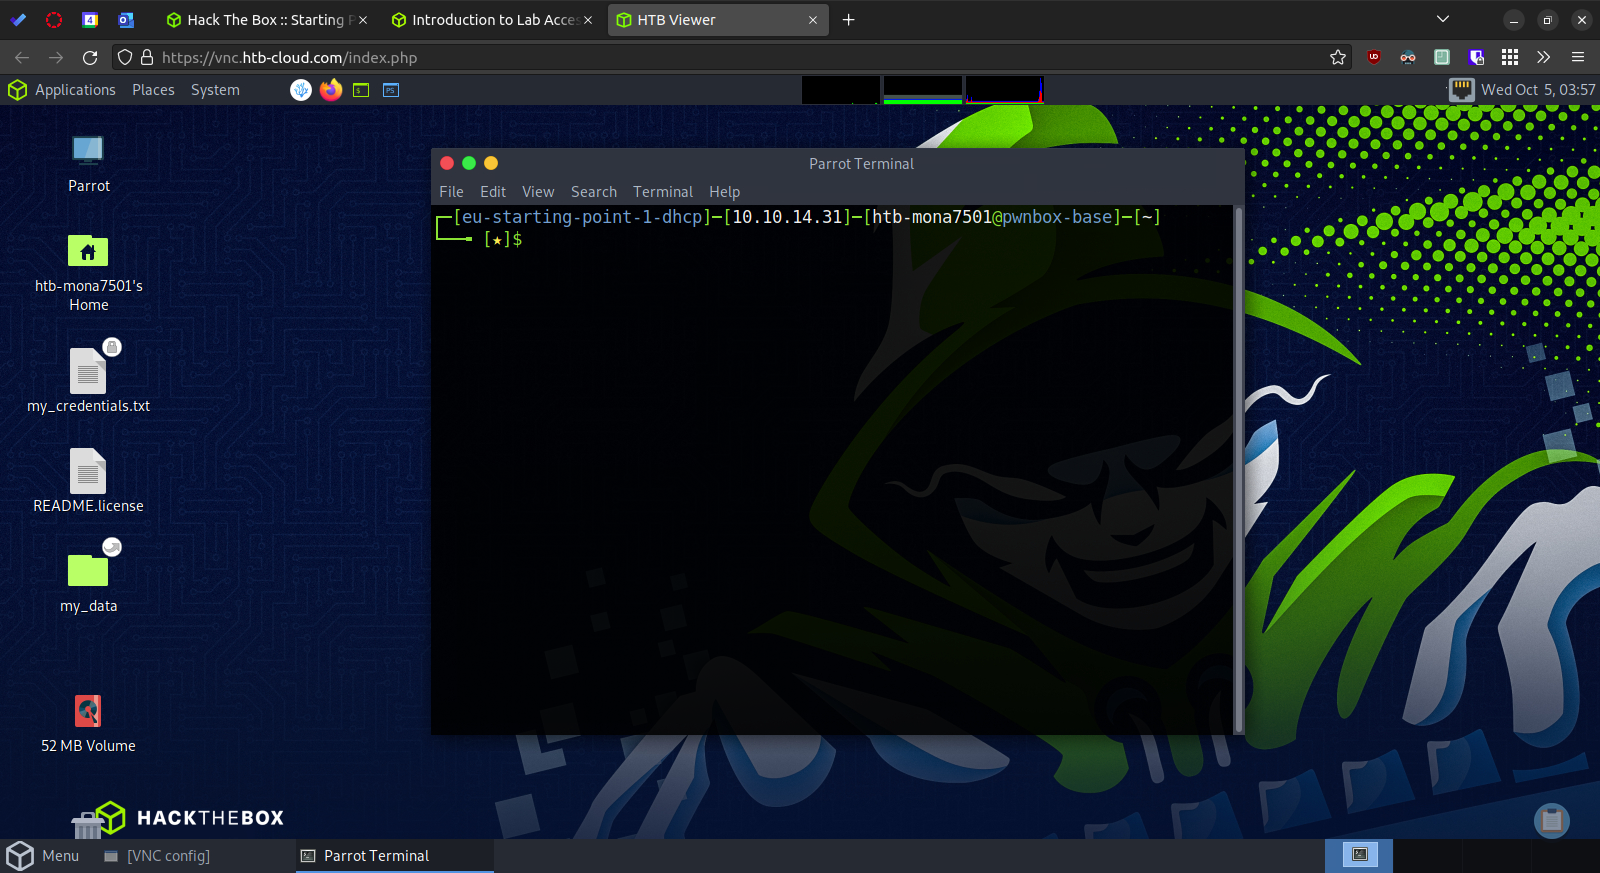 Hack The Box :: Starting P
Introduction to Lab Acces
HTB Viewer
https://vnc.htb-cloud.com/index.php
Applications Places System
Wed Oct 5, 03:57
Parrot
htb-mona7501's
Home
my_credentials.txt
README.license
my_data
52 MB Volume
Parrot Terminal
File Edit View Search Terminal Help
[eu-starting-point-1-dhcp]─[10.10.14.31]─[htb-mona7501@pwnbox-base]─[~]
[★]$
HACKTHEBOX
Menu [VNC config] Parrot Terminal